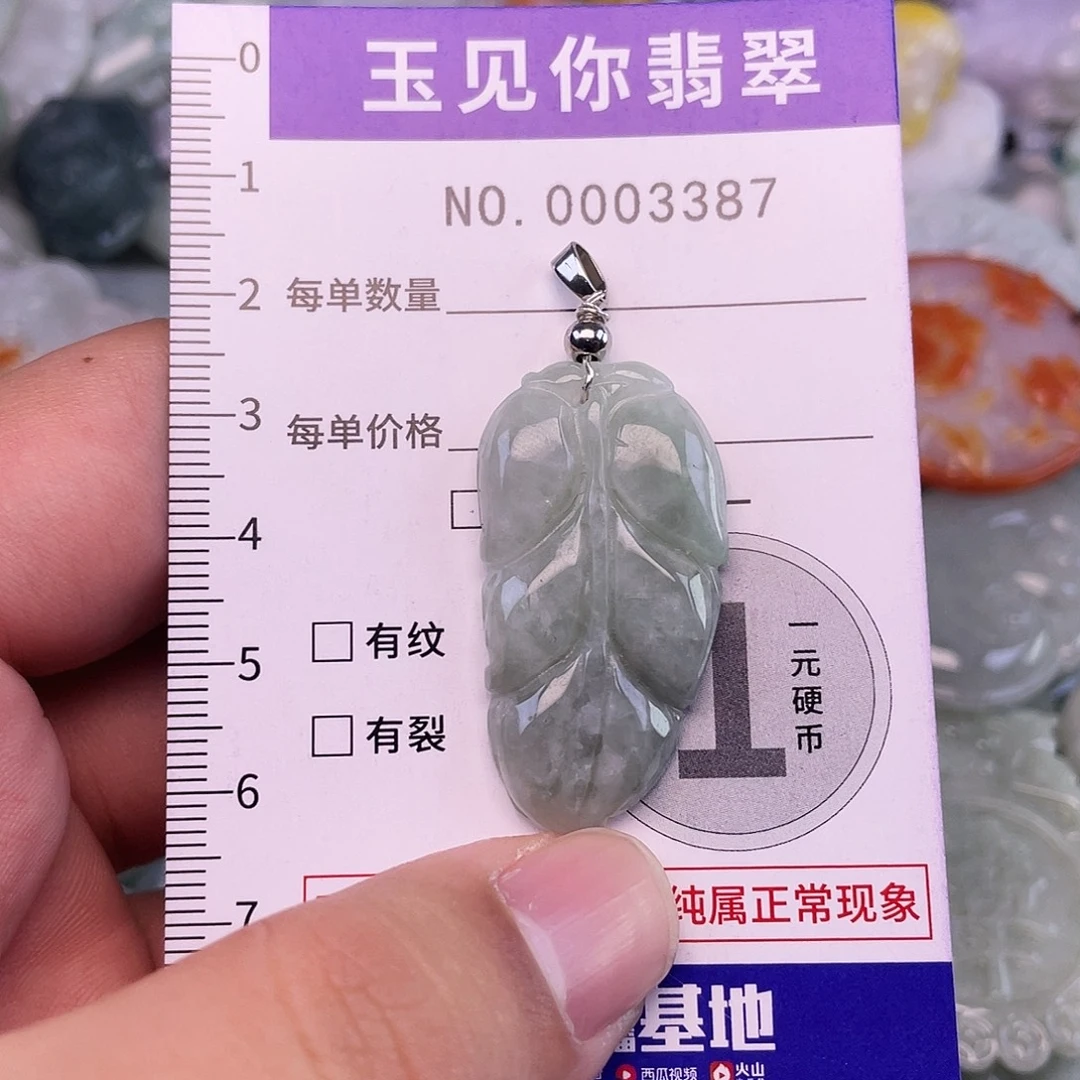 玉见你翡翠
NO.0003387
0
1
2
3
4
5
6
7
每单数量
每单价格
有纹
有裂
1
一元硬币
纯属正常现象
基地
西瓜视频
火山